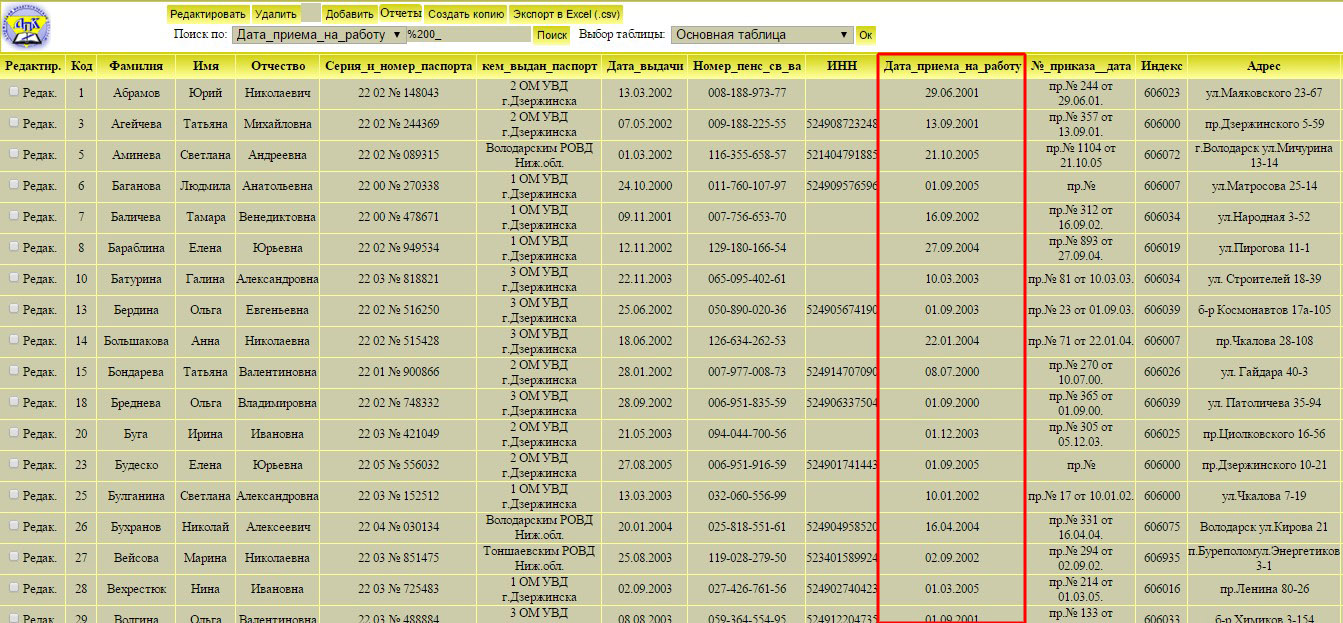 АПХ
Редактировать Удалить Добавить Отчеты Создать копию Экспорт в Excel (.csv)
Поиск по: Дата_приема_на_работу %200_ Поиск Выбор таблицы: Основная таблица Ок
Редактир. Код Фамилия Имя Отчество Серия_и_номер_паспорта кем_выдан_паспорт Дата_выдачи Номер_пенс_св_ва ИНН Дата_приема_на_работу №_приказа__дата Индекс Адрес
Редак. 1 Абрамов Юрий Николаевич 22 02 № 148043 2 ОМ УВД г.Дзержинска 13.03.2002 008-188-973-77 29.06.2001 пр.№ 244 от 29.06.01. 606023 ул.Маяковского 23-67
Редак. 3 Агейчева Татьяна Михайловна 22 02 № 244369 2 ОМ УВД г.Дзержинска 07.05.2002 009-188-225-55 524908723248 13.09.2001 пр.№ 357 от 13.09.01. 606000 пр.Дзержинского 5-59
Редак. 5 Аминева Светлана Андреевна 22 02 № 089315 Володарским РОВД Ниж.обл. 01.03.2002 116-355-658-57 521404791885 21.10.2005 пр.№ 1104 от 21.10.05 606072 г.Володарск ул.Мичурина 13-14
Редак. 6 Баганова Людмила Анатольевна 22 00 № 270338 1 ОМ УВД г.Дзержинска 24.10.2000 011-760-107-97 524909576596 01.09.2005 пр.№ 606007 ул.Матросова 25-14
Редак. 7 Баличева Тамара Венедиктовна 22 00 № 478671 1 ОМ УВД г.Дзержинска 09.11.2001 007-756-653-70 16.09.2002 пр.№ 312 от 16.09.02. 606034 ул.Народная 3-52
Редак. 8 Бараблина Елена Юрьевна 22 02 № 949534 1 ОМ УВД г.Дзержинска 12.11.2002 129-180-166-54 27.09.2004 пр.№ 893 от 27.09.04. 606019 ул.Пирогова 11-1
Редак. 10 Батурина Галина Александровна 22 03 № 818821 3 ОМ УВД г.Дзержинска 22.11.2003 065-095-402-61 10.03.2003 пр.№ 81 от 10.03.03. 606034 ул. Строителей 18-39
Редак. 13 Бердина Ольга Евгеньевна 22 02 № 516250 3 ОМ УВД г.Дзержинска 25.06.2002 050-890-020-36 524905674190 01.09.2003 пр.№ 23 от 01.09.03. 606039 б-р Космонавтов 17а-105
Редак. 14 Большакова Анна Николаевна 22 02 № 515428 3 ОМ УВД г.Дзержинска 18.06.2002 126-634-262-53 22.01.2004 пр.№ 71 от 22.01.04. 606007 пр.Чкалова 28-108
Редак. 15 Бондарева Татьяна Валентиновна 22 01 № 900866 2 ОМ УВД г.Дзержинска 28.01.2002 007-977-008-73 524914707090 08.07.2000 пр.№ 270 от 10.07.00. 606026 ул. Гайдара 40-3
Редак. 18 Бреднева Ольга Владимировна 22 02 № 748332 3 ОМ УВД г.Дзержинска 28.09.2002 006-951-835-59 524906337504 01.09.2000 пр.№ 365 от 01.09.00. 606039 ул. Патоличева 35-94
Редак. 20 Буга Ирина Ивановна 22 03 № 421049 2 ОМ УВД г.Дзержинска 21.05.2003 094-044-700-56 01.12.2003 пр.№ 305 от 05.12.03. 606025 пр.Циолковского 16-56
Редак. 23 Будеско Елена Юрьевна 22 05 № 556032 2 ОМ УВД г.Дзержинска 27.08.2005 006-951-916-59 524901741443 01.09.2005 пр.№ 606000 пр.Дзержинского 10-21
Редак. 25 Булганина Светлана Александровна 22 03 № 152512 1 ОМ УВД г.Дзержинска 13.03.2003 032-060-556-99 10.01.2002 пр.№ 17 от 10.01.02. 606000 ул.Чкалова 7-19
Редак. 26 Бухранов Николай Алексеевич 22 04 № 030134 Володарским РОВД Ниж.обл. 20.01.2004 025-818-551-61 524904958520 16.04.2004 пр.№ 331 от 16.04.04. 606075 Володарск ул.Кирова 21
Редак. 27 Вейсова Марина Николаевна 22 03 № 851475 Тоншаевским РОВД Ниж.обл. 25.08.2003 119-028-279-50 523401589924 02.09.2002 пр.№ 294 от 02.09.02. 606935 п.Буреполомул.Энергетиков 3-1
Редак. 28 Вехрестюк Нина Ивановна 22 03 № 725483 1 ОМ УВД г.Дзержинска 02.09.2003 027-426-761-56 524902740423 01.03.2005 пр.№ 214 от 01.03.05. 606016 пр.Ленина 80-26
Редак. 29 Волгина Ольга Валентиновна 22 03 № 488884 3 ОМ УВД 08.08.2003 059-364-554-95 524912204735 01.09.2001 пр.№ 133 от 606033 б-р Химиков 3-154